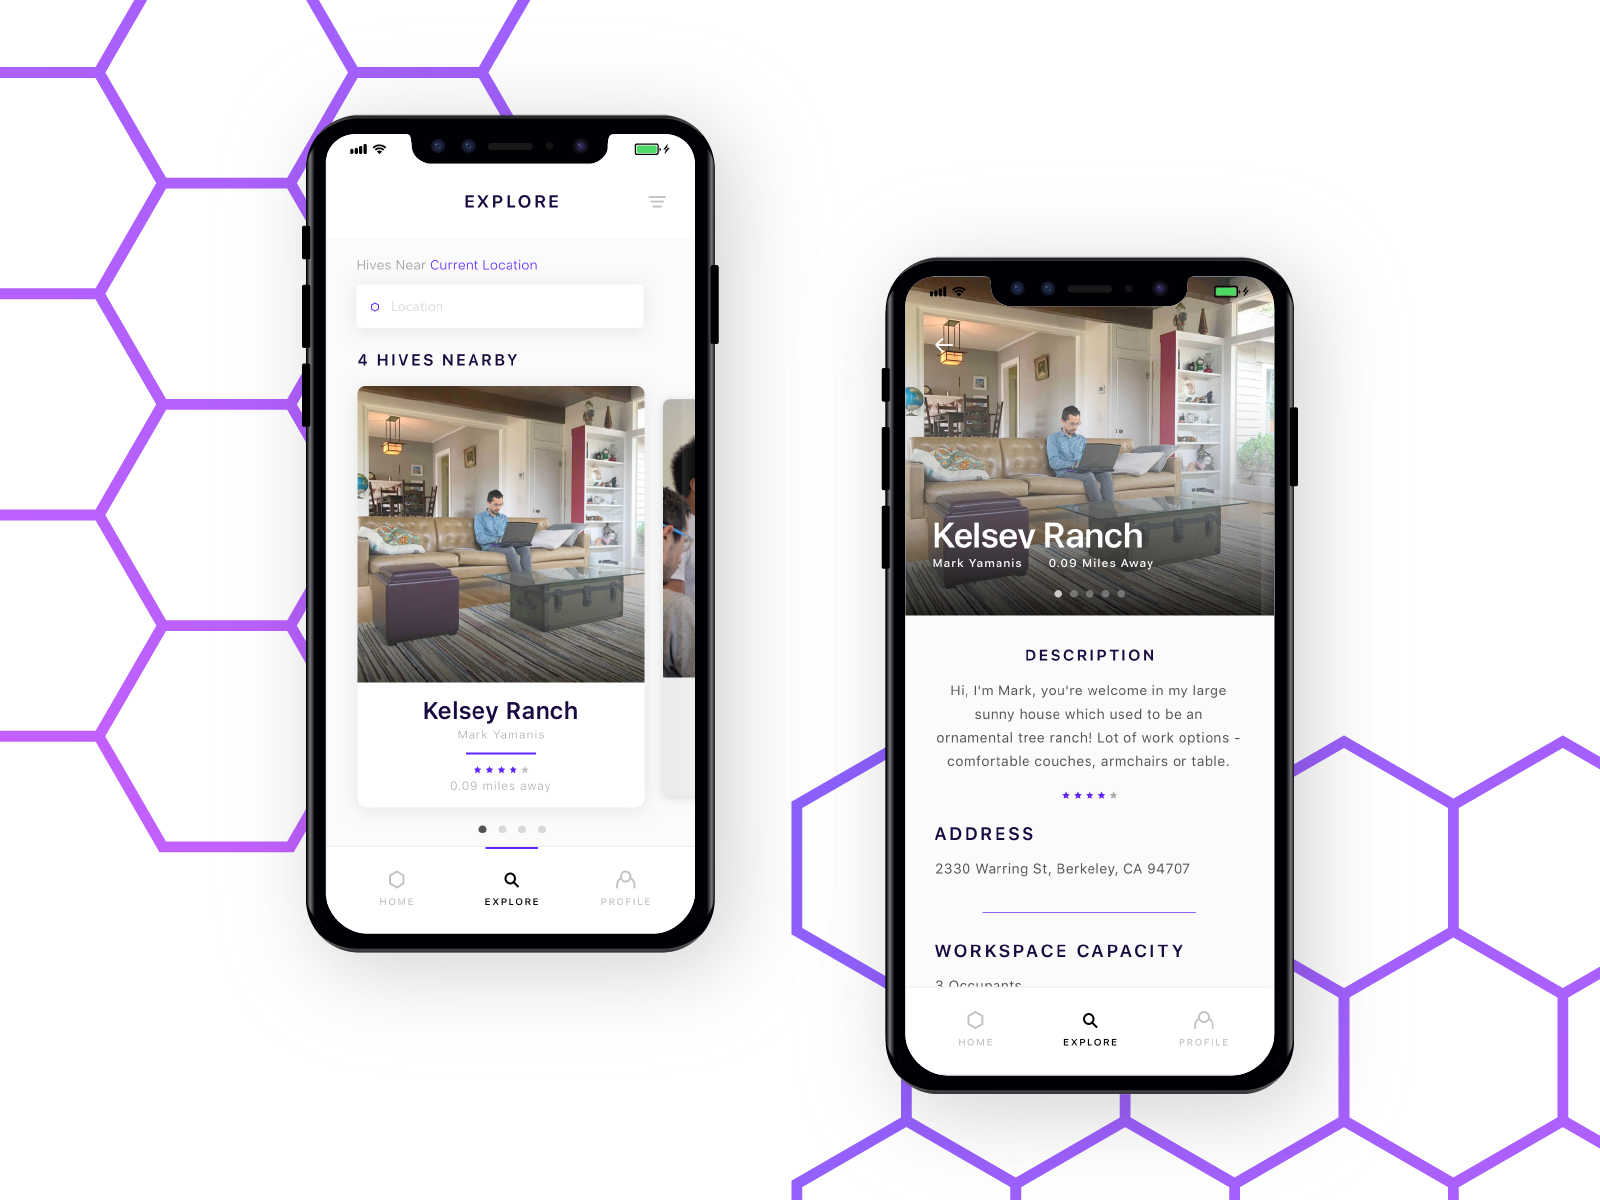 EXPLORE
Hives Near Current Location
Location
4 HIVES NEARBY
Kelsey Ranch
Mark Yamanis
0.09 miles away
HOME
EXPLORE
PROFILE
Kelsey Ranch
Mark Yamanis 0.09 Miles Away
DESCRIPTION
Hi, I'm Mark, you're welcome in my large
sunny house which used to be an
ornamental tree ranch! Lot of work options -
comfortable couches, armchairs or table.
ADDRESS
2330 Warring St, Berkeley, CA 94707
WORKSPACE CAPACITY
3 Occupants
HOME
EXPLORE
PROFILE